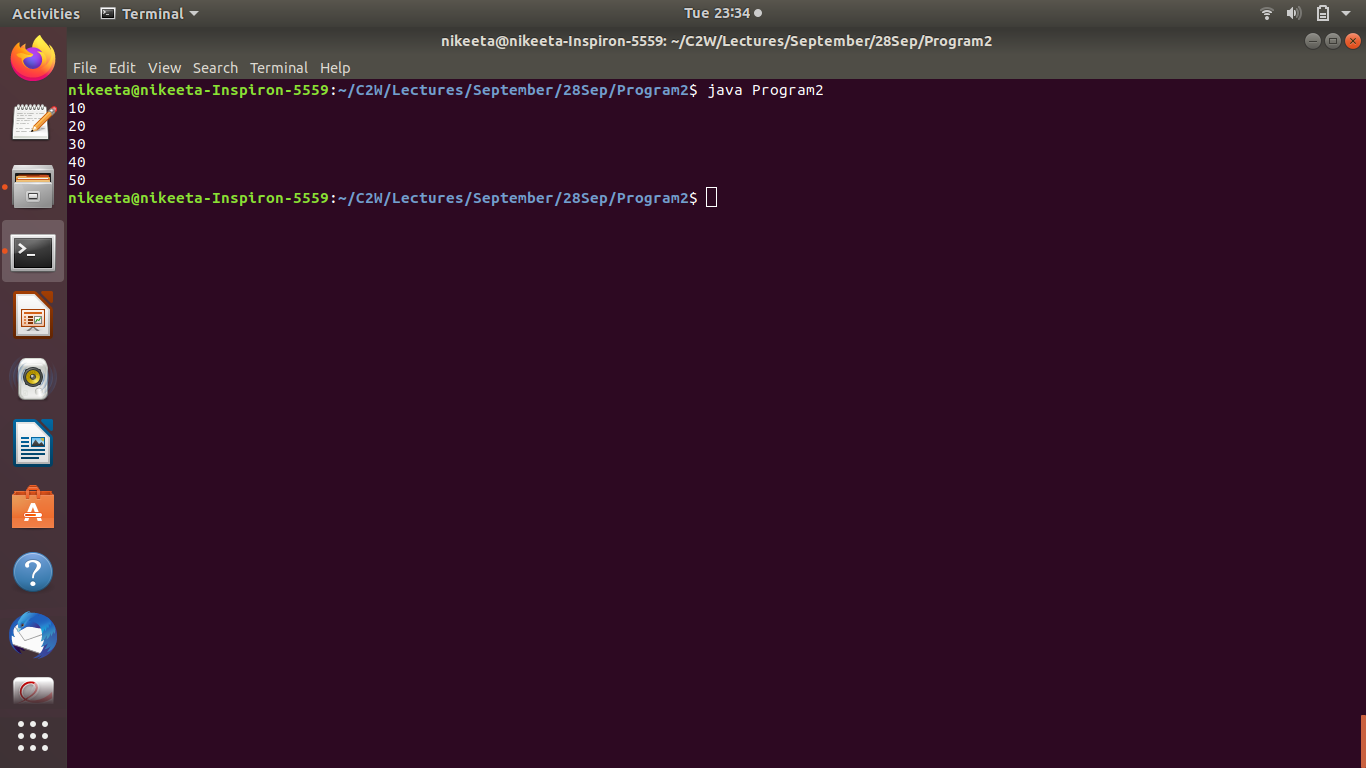 Activities Terminal Tue 23:34
nikeeta@nikeeta-Inspiron-5559: ~/C2W/Lectures/September/28Sep/Program2
File Edit View Search Terminal Help
nikeeta@nikeeta-Inspiron-5559:~/C2W/Lectures/September/28Sep/Program2$ java Program2
10
20
30
40
50
nikeeta@nikeeta-Inspiron-5559:~/C2W/Lectures/September/28Sep/Program2$